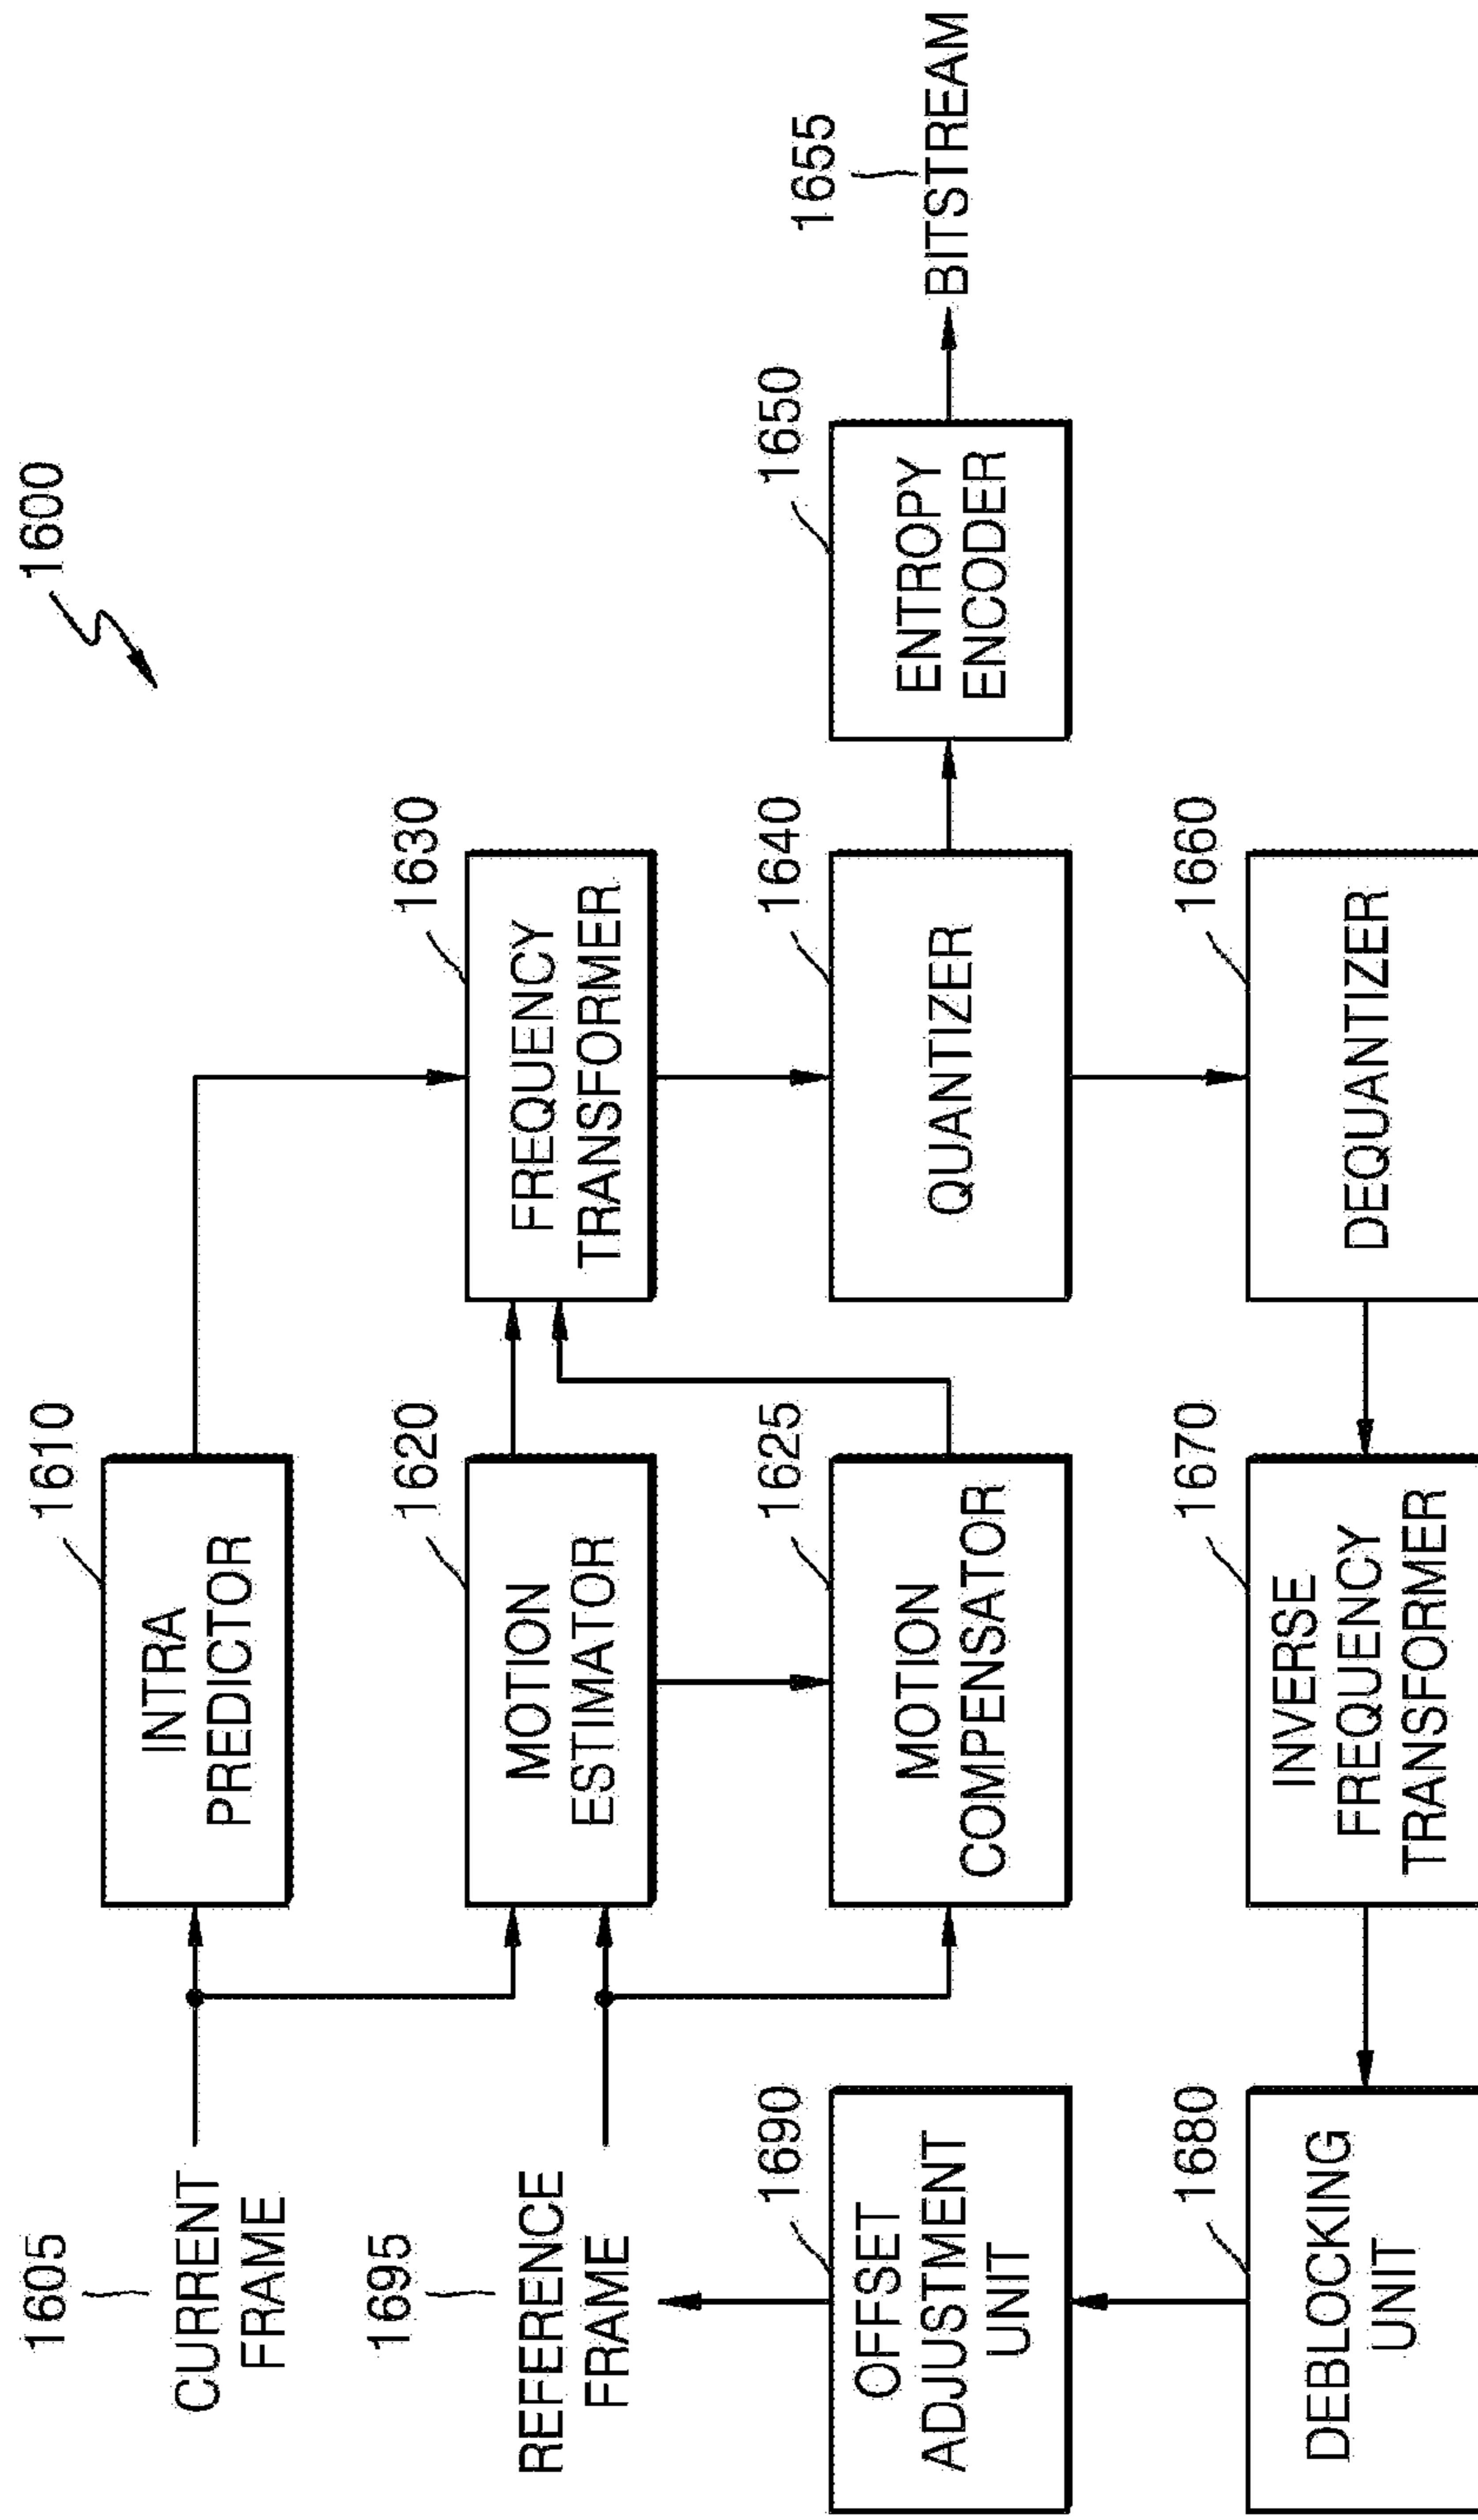 1600
1605
CURRENT
FRAME
1610
INTRA
PREDICTOR
1695
REFERENCE
FRAME
1620
MOTION
ESTIMATOR
1630
FREQUENCY
TRANSFORMER
1690
OFFSET
ADJUSTMENT
UNIT
1625
MOTION
COMPENSATOR
1640
QUANTIZER
1650
ENTROPY
ENCODER
1655
BITSTREAM
1680
DEBLOCKING
UNIT
1670
INVERSE
FREQUENCY
TRANSFORMER
1660
DEQUANTIZER